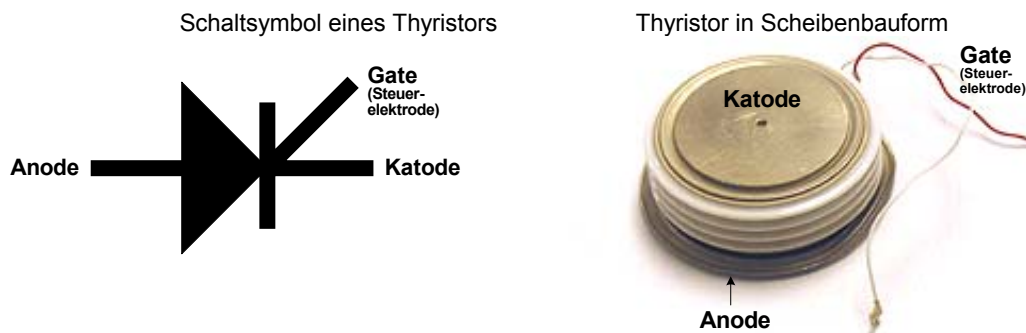 Schaltsymbol eines Thyristors
Anode
Gate
(Steuer-
elektrode)
Katode
Thyristor in Scheibenbauform
Gate
(Steuer-
elektrode)
Katode
Anode